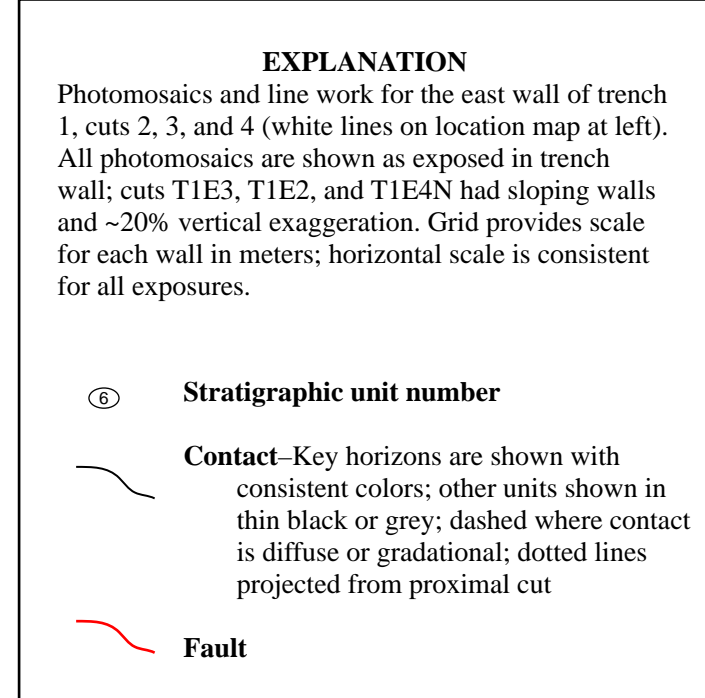 EXPLANATION
Photomosaics and line work for the east wall of trench
1, cuts 2, 3, and 4 (white lines on location map at left).
All photomosaics are shown as exposed in trench
wall; cuts T1E3, T1E2, and T1E4N had sloping walls
and ~20% vertical exaggeration. Grid provides scale
for each wall in meters; horizontal scale is consistent
for all exposures.
6 Stratigraphic unit number
Contact–Key horizons are shown with
consistent colors; other units shown in
thin black or grey; dashed where contact
is diffuse or gradational; dotted lines
projected from proximal cut
Fault